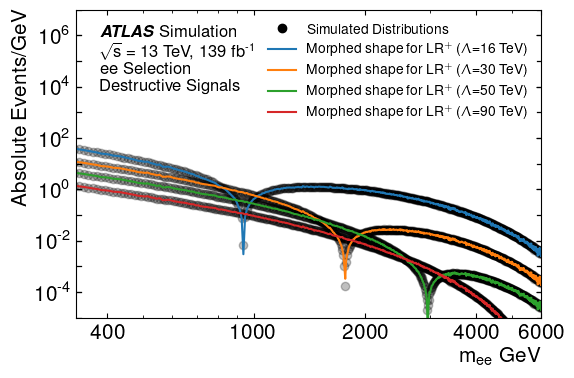 ATLAS Simulation
√s = 13 TeV, 139 fb⁻¹
ee Selection
Destructive Signals
Simulated Distributions
Morphed shape for LR⁺ (Λ=16 TeV)
Morphed shape for LR⁺ (Λ=30 TeV)
Morphed shape for LR⁺ (Λ=50 TeV)
Morphed shape for LR⁺ (Λ=90 TeV)
Absolute Events/GeV
10⁶
10⁴
10²
10⁰
10⁻²
10⁻⁴
400 1000 2000 4000 6000
mₑₑ GeV